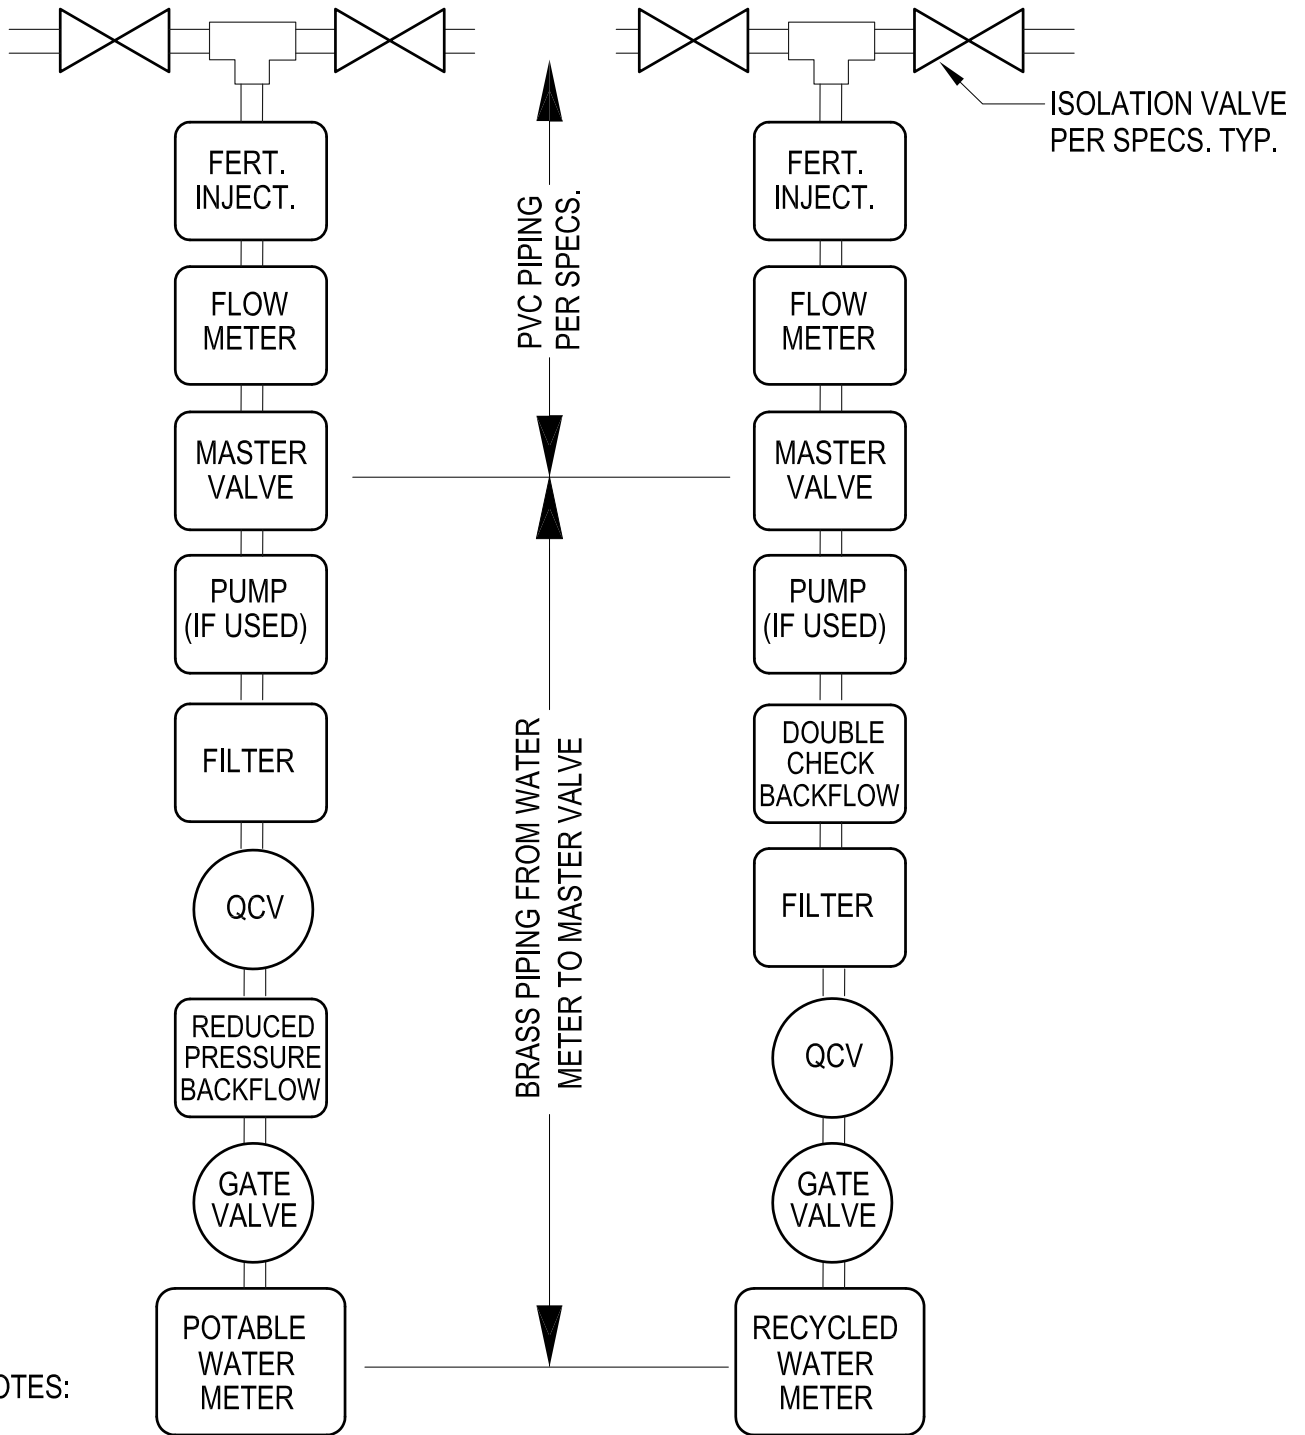 FERT.
INJECT.
FLOW
METER
MASTER
VALVE
PUMP
(IF USED)
FILTER
QCV
REDUCED
PRESSURE
BACKFLOW
GATE
VALVE
POTABLE
WATER
METER
PVC PIPING
PER SPECS.
BRASS PIPING FROM WATER
METER TO MASTER VALVE
FERT.
INJECT.
FLOW
METER
MASTER
VALVE
PUMP
(IF USED)
DOUBLE
CHECK
BACKFLOW
FILTER
QCV
GATE
VALVE
RECYCLED
WATER
METER
ISOLATION VALVE
PER SPECS. TYP.
OTES: